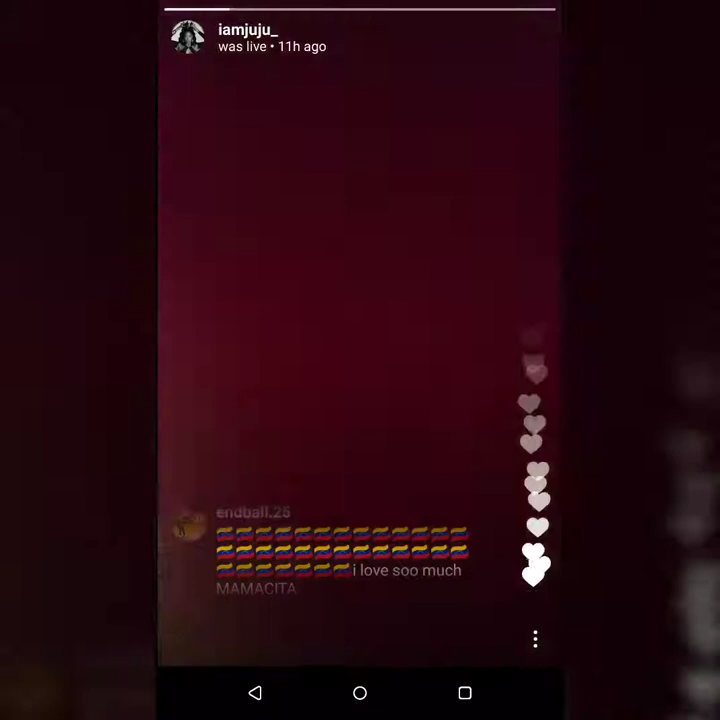 iamjuju_
was live • 11h ago
endball.25
i love soo much
MAMACITA